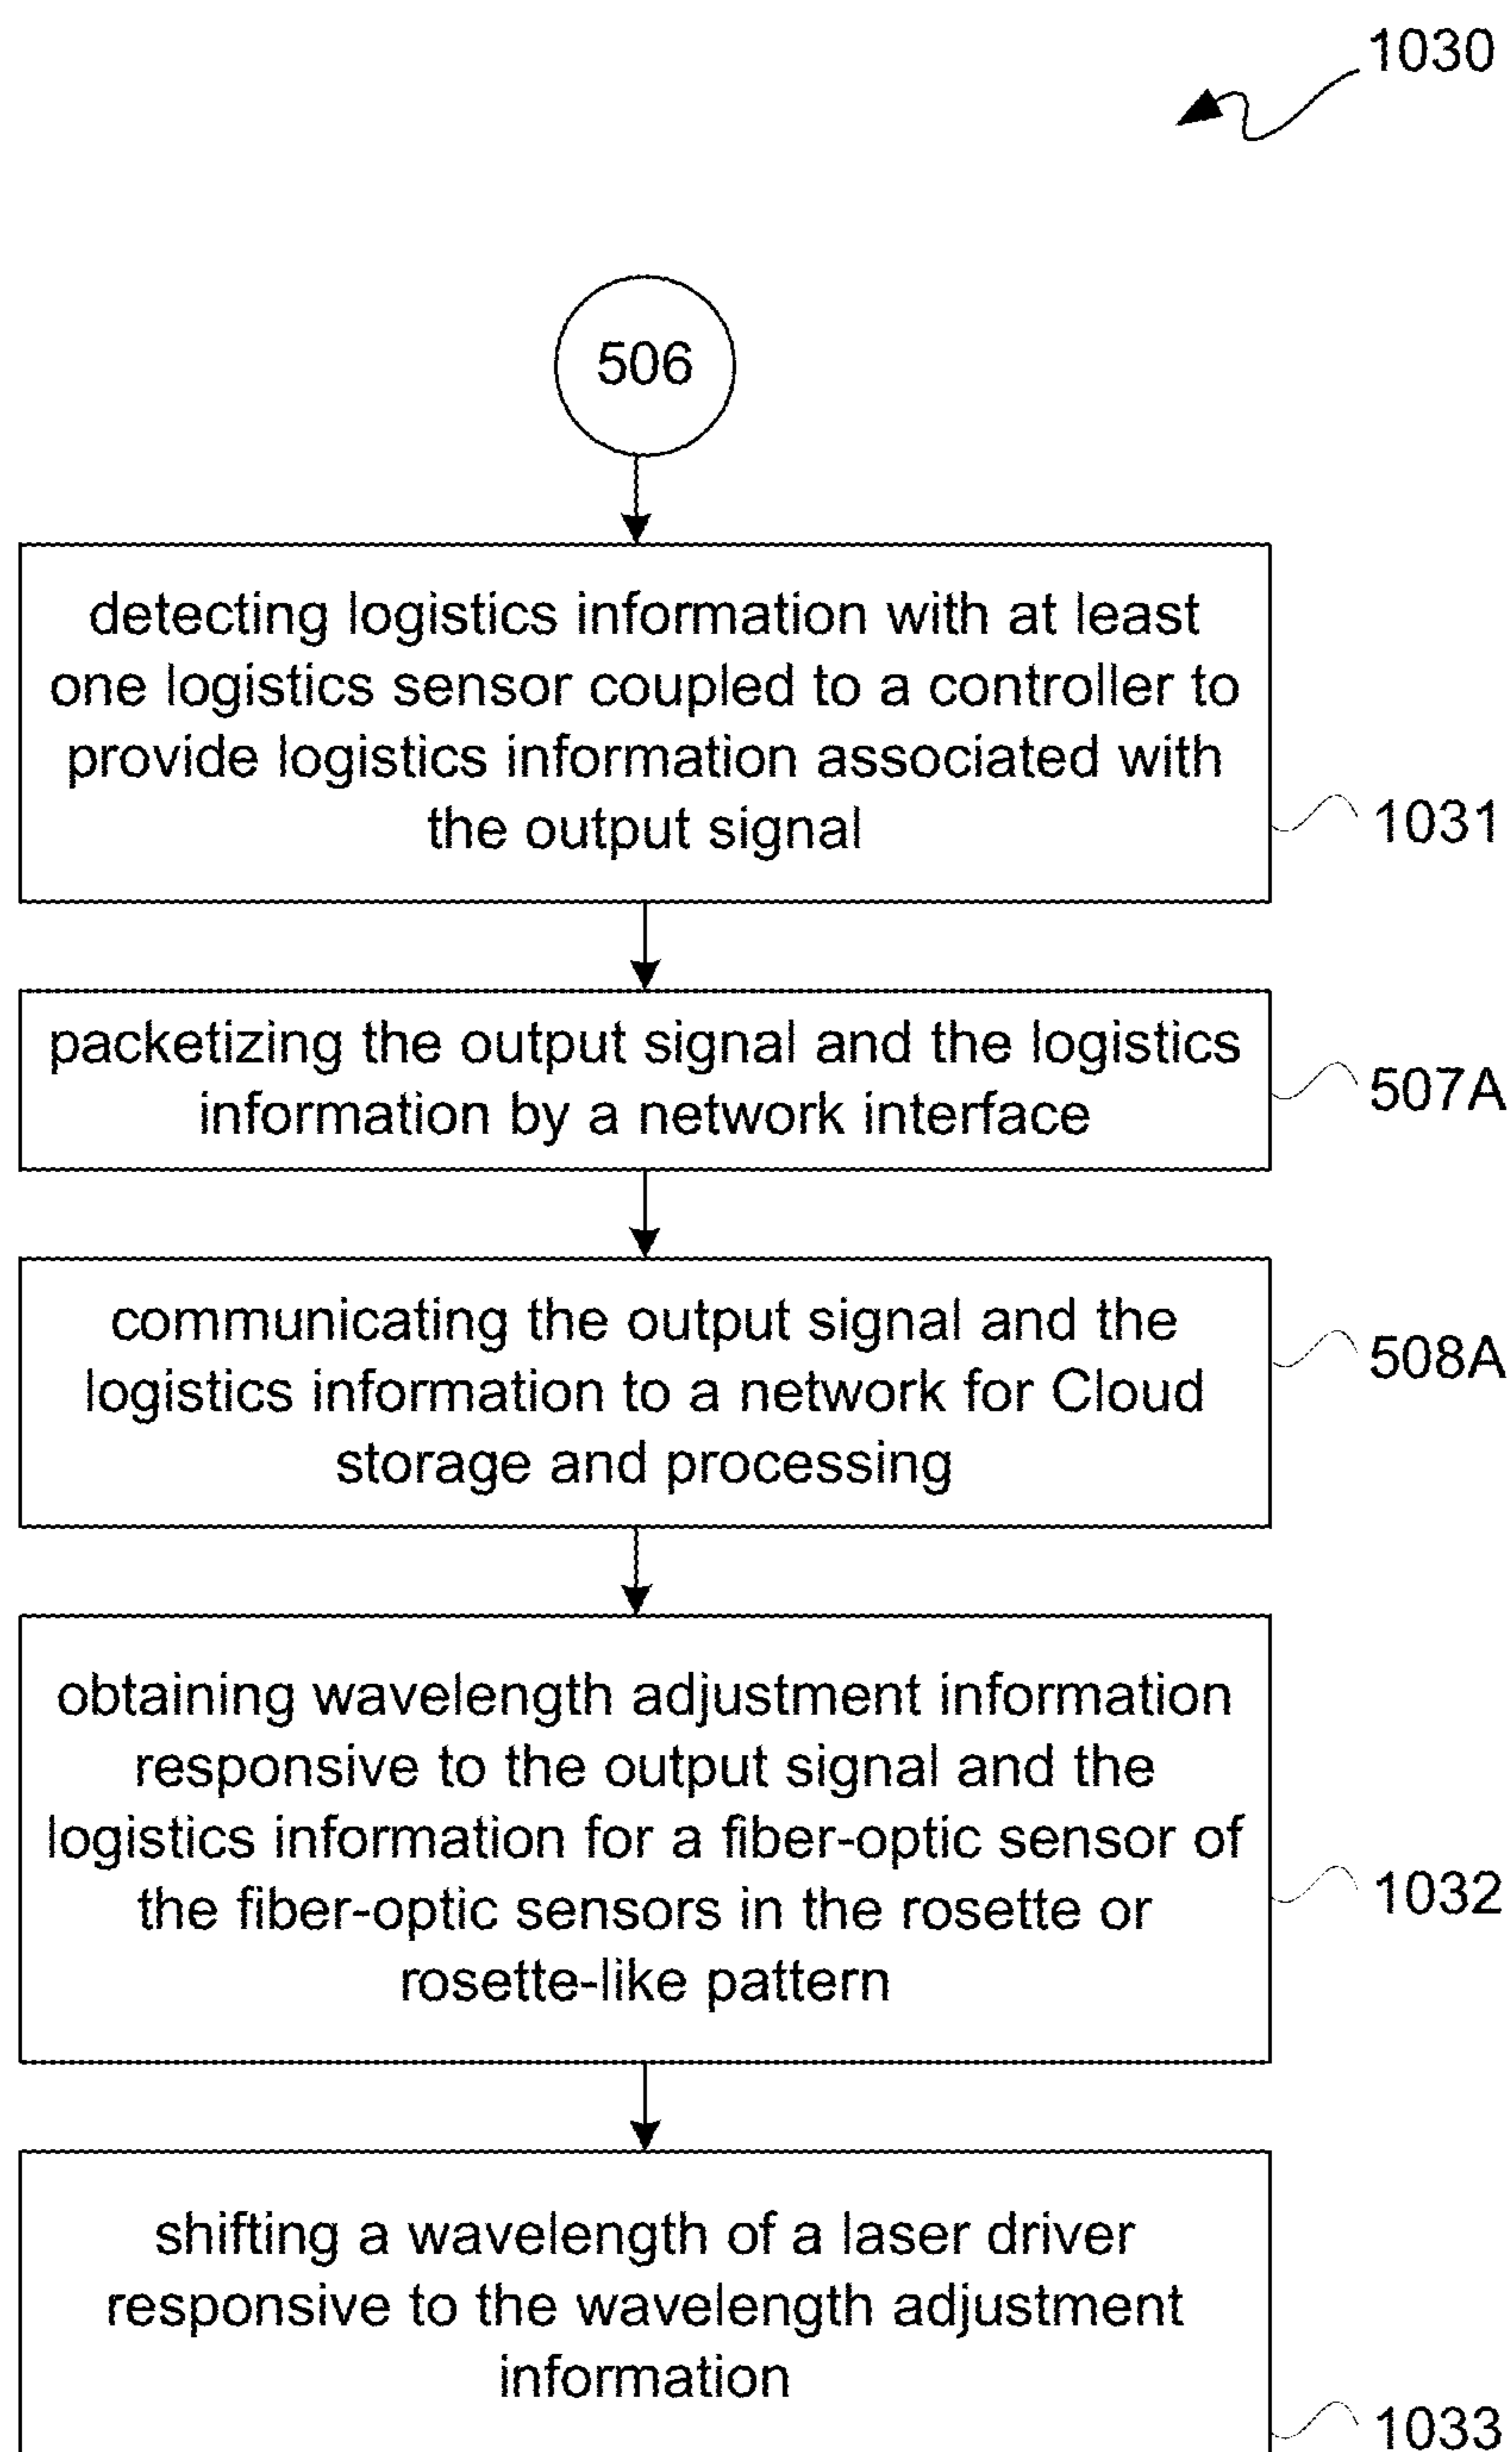 1030
506
detecting logistics information with at least
one logistics sensor coupled to a controller to
provide logistics information associated with
the output signal
1031
packetizing the output signal and the logistics
information by a network interface
507A
communicating the output signal and the
logistics information to a network for Cloud
storage and processing
508A
obtaining wavelength adjustment information
responsive to the output signal and the
logistics information for a fiber-optic sensor of
the fiber-optic sensors in the rosette or
rosette-like pattern
1032
shifting a wavelength of a laser driver
responsive to the wavelength adjustment
information
1033